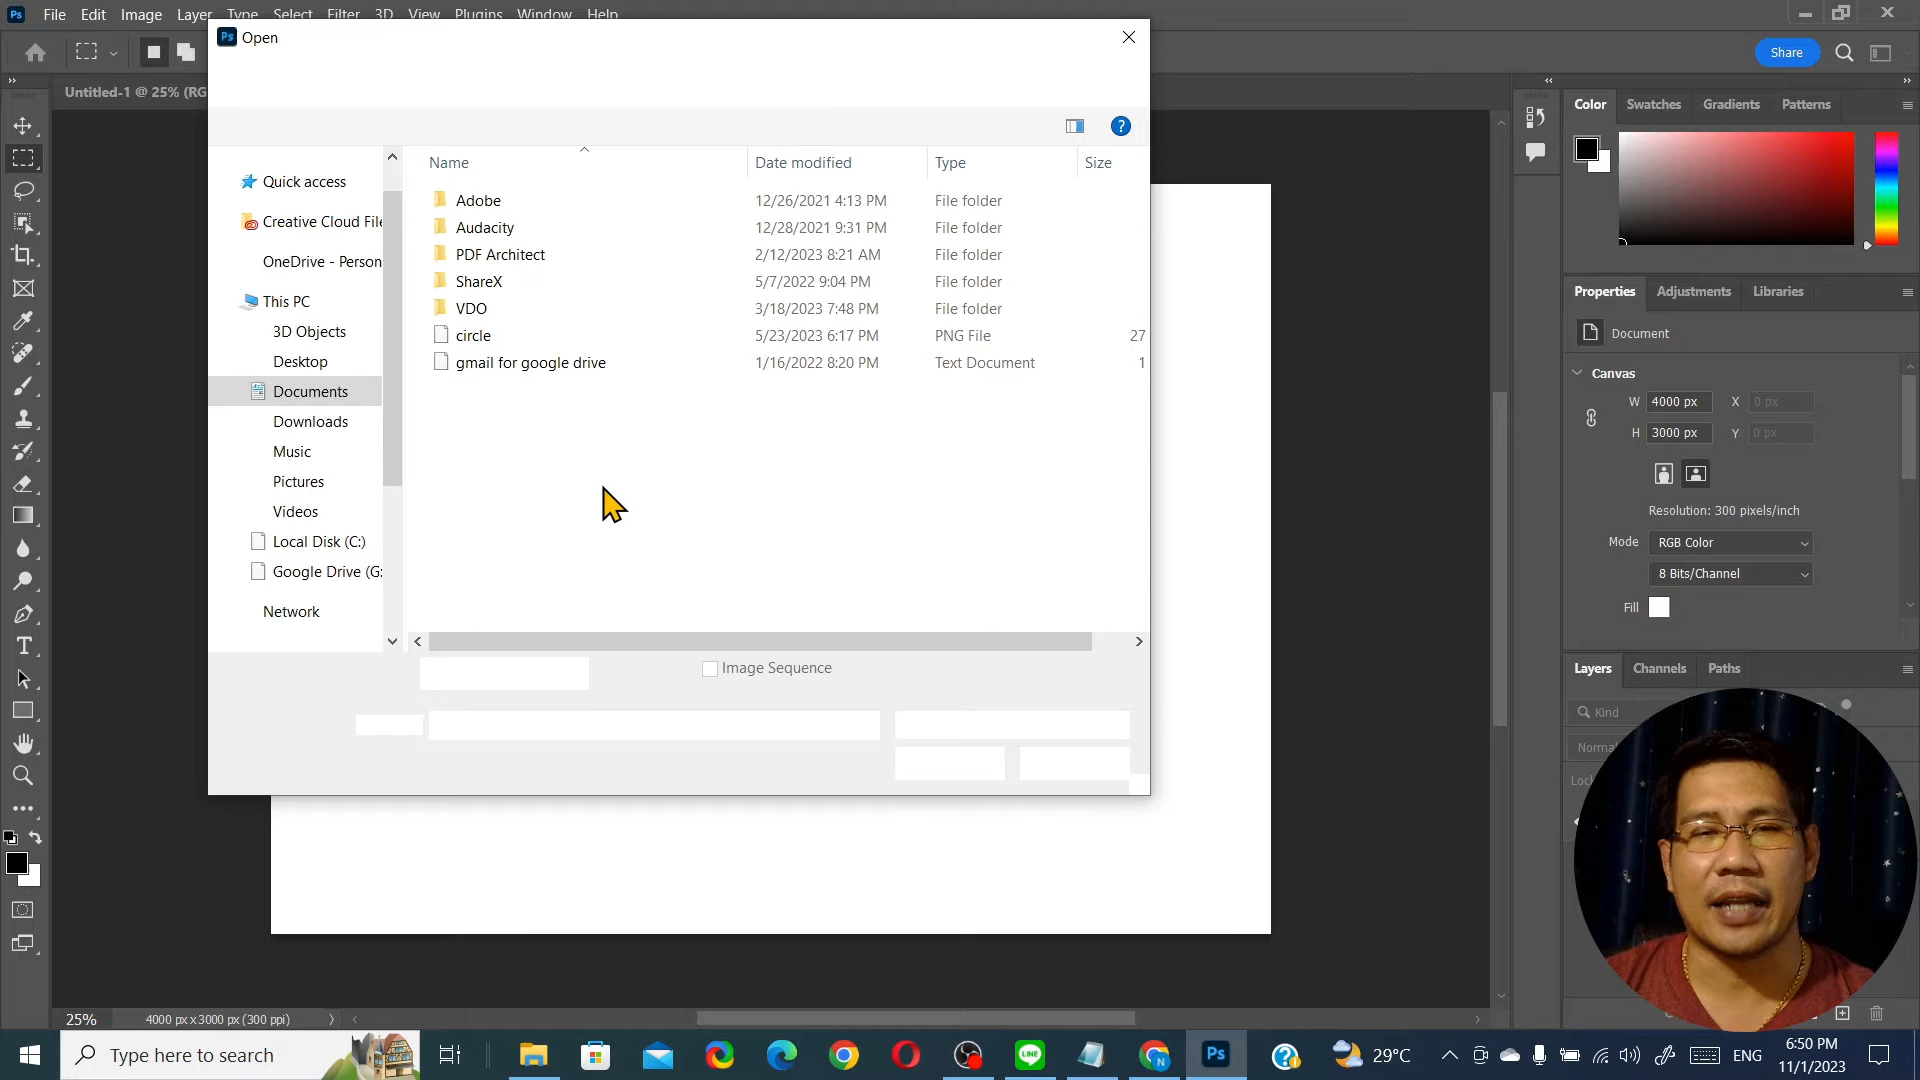 Ps File Edit Image Layer Type Select Filter 3D View Plugins Window Help
Share
Untitled-1 @ 25% (RG
Ps Open
?
Name Date modified Type Size
Quick access
Creative Cloud File
OneDrive - Person
This PC
3D Objects
Desktop
Documents
Downloads
Music
Pictures
Videos
Local Disk (C:)
Google Drive (G:
Network
Adobe 12/26/2021 4:13 PM File folder
Audacity 12/28/2021 9:31 PM File folder
PDF Architect 2/12/2023 8:21 AM File folder
ShareX 5/7/2022 9:04 PM File folder
VDO 3/18/2023 7:48 PM File folder
circle 5/23/2023 6:17 PM PNG File 27
gmail for google drive 1/16/2022 8:20 PM Text Document 1
Image Sequence
Color Swatches Gradients Patterns
Properties Adjustments Libraries
Document
Canvas
W 4000 px X 0 px
H 3000 px Y 0 px
Resolution: 300 pixels/inch
Mode RGB Color
8 Bits/Channel
Fill
Layers Channels Paths
Kind
Norma
Loc
25% 4000 px x 3000 px (300 ppi)
Type here to search
LINE
N
Ps
29°C
ENG
6:50 PM
11/1/2023